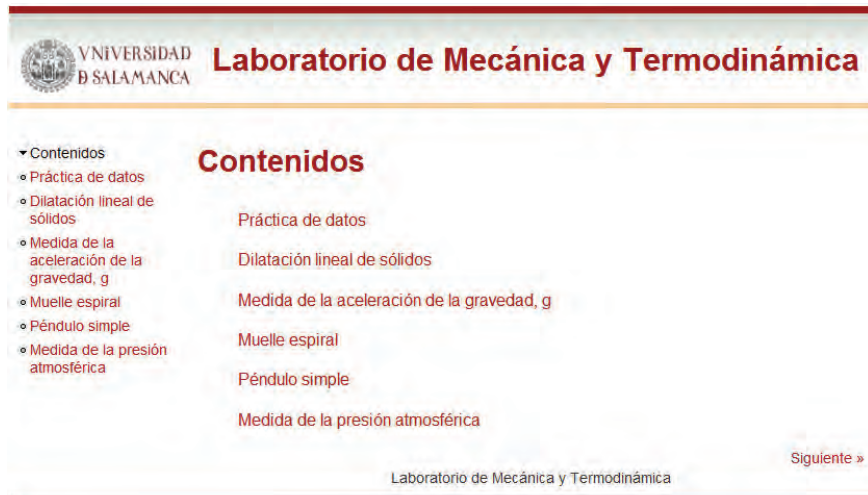 VNiVERSiDAD
Ð SALAMANCA
Laboratorio de Mecánica y Termodinámica
Contenidos
Práctica de datos
Dilatación lineal de
sólidos
Medida de la
aceleración de la
gravedad, g
Muelle espiral
Péndulo simple
Medida de la presión
atmosférica
Contenidos
Práctica de datos
Dilatación lineal de sólidos
Medida de la aceleración de la gravedad, g
Muelle espiral
Péndulo simple
Medida de la presión atmosférica
Siguiente »
Laboratorio de Mecánica y Termodinámica